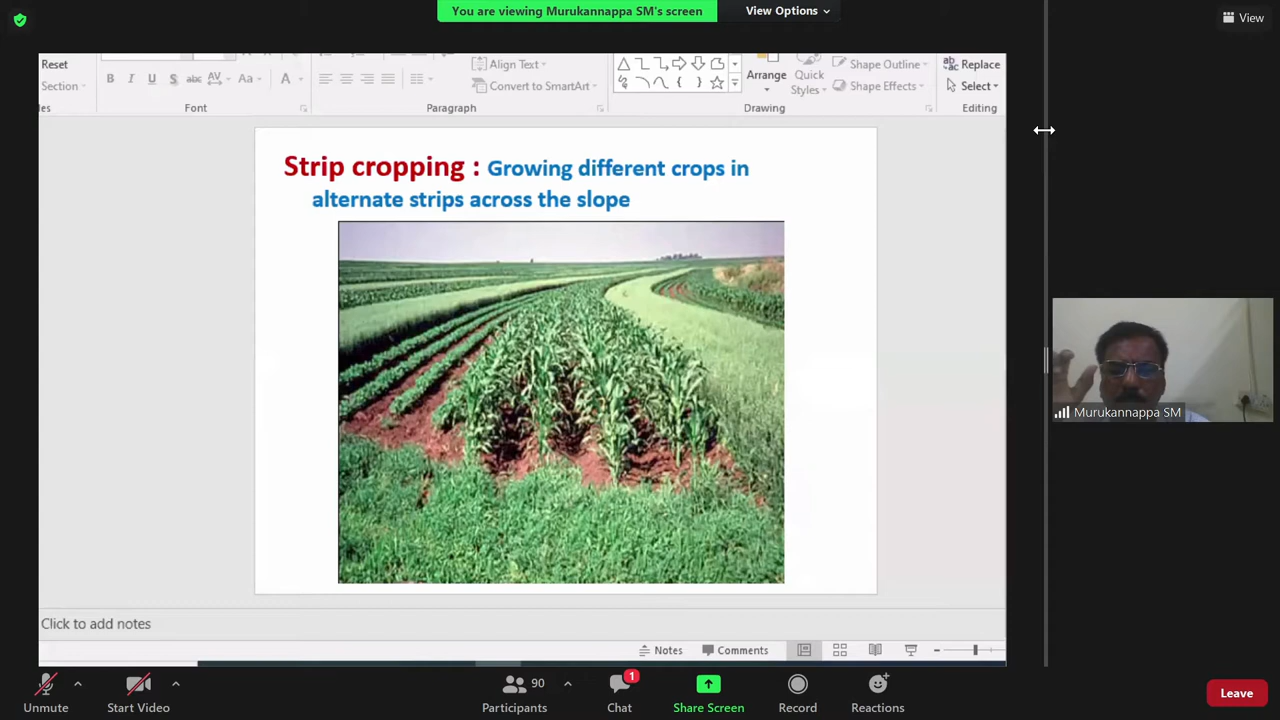 You are viewing Murukannappa SM's screen
View Options
View
Reset
Section
B I U S abc AV Aa A
Align Text
Convert to SmartArt
Arrange
Quick
Styles
Shape Outline
Shape Effects
Replace
Select
Font
Paragraph
Drawing
Editing
Strip cropping : Growing different crops in
alternate strips across the slope
Murukannappa SM
Click to add notes
Notes
Comments
Unmute
Start Video
90
Participants
1
Chat
Share Screen
Record
Reactions
Leave